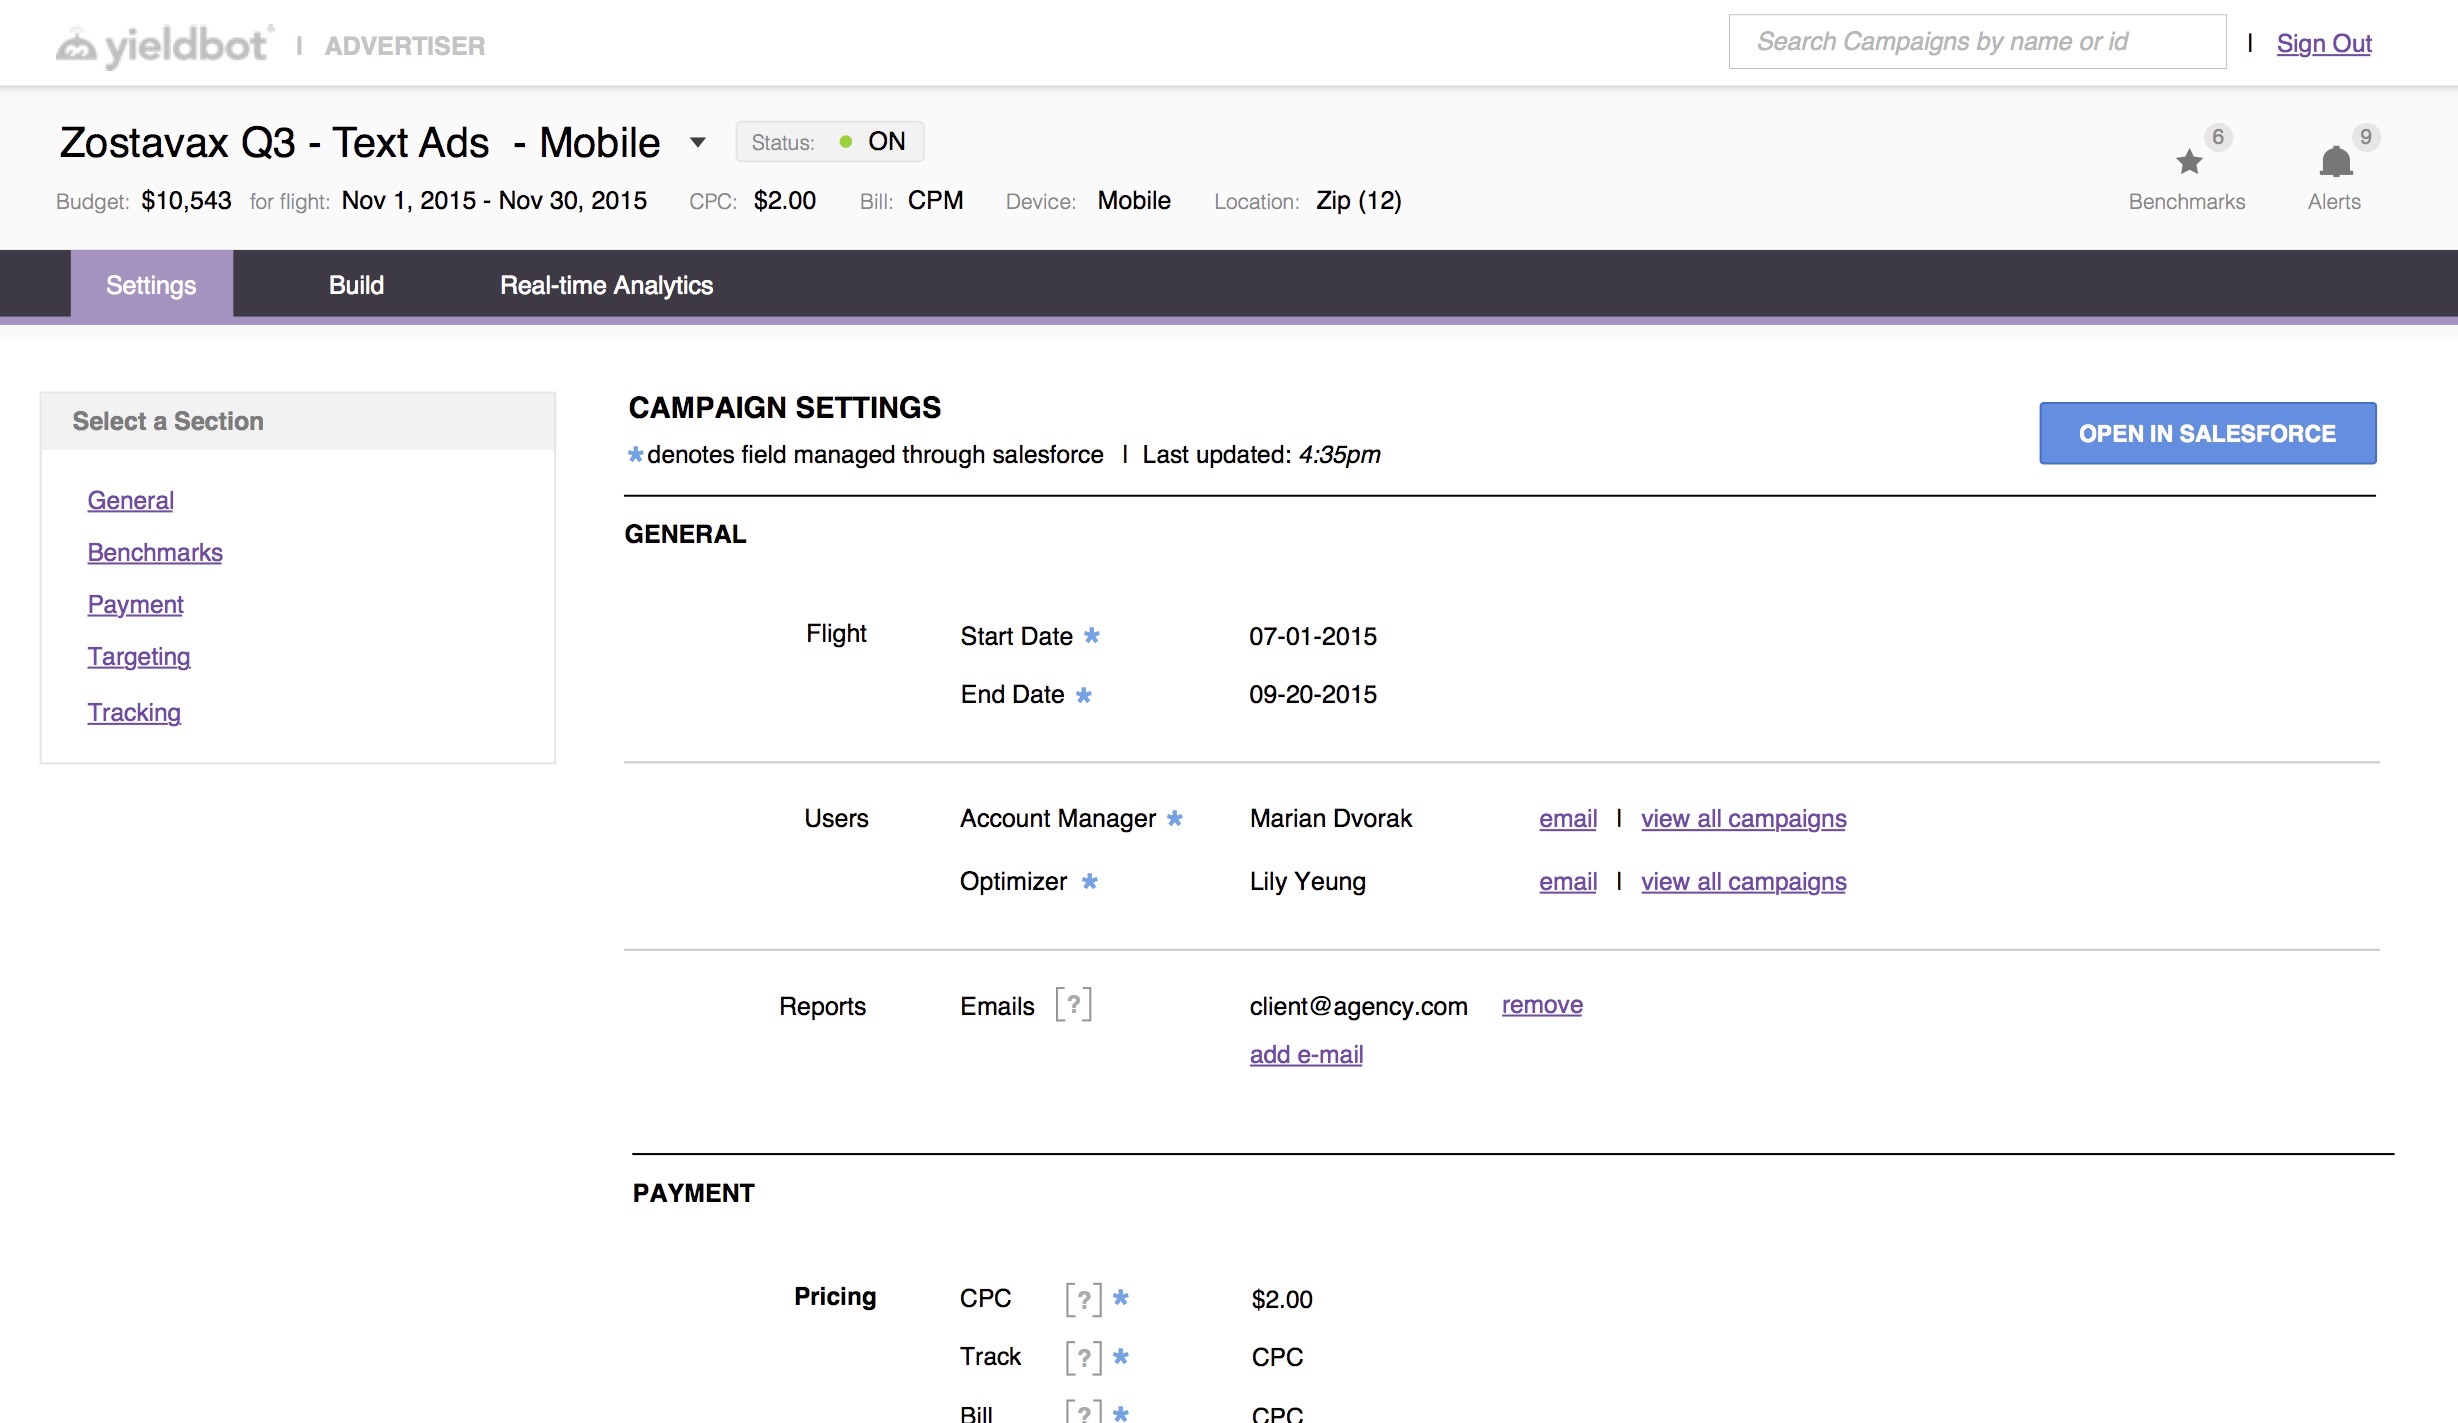 yieldbot | ADVERTISER Search Campaigns by name or id | Sign Out
Zostavax Q3 - Text Ads - Mobile Status: ON 6 9
Budget: $10,543 for flight: Nov 1, 2015 - Nov 30, 2015 CPC: $2.00 Bill: CPM Device: Mobile Location: Zip (12) Benchmarks Alerts
Settings Build Real-time Analytics
Select a Section
General
Benchmarks
Payment
Targeting
Tracking
CAMPAIGN SETTINGS
* denotes field managed through salesforce | Last updated: 4:35pm
OPEN IN SALESFORCE
GENERAL
Flight Start Date * 07-01-2015
End Date * 09-20-2015
Users Account Manager * Marian Dvorak email | view all campaigns
Optimizer * Lily Yeung email | view all campaigns
Reports Emails [?] client@agency.com remove
add e-mail
PAYMENT
Pricing CPC [?] * $2.00
Track [?] * CPC
Bill [?] * CPC